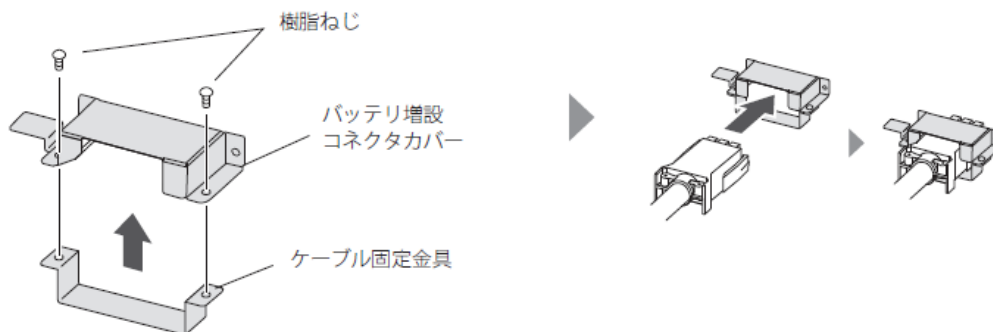 樹脂ねじ
バッテリ増設
コネクタカバー
ケーブル固定金具